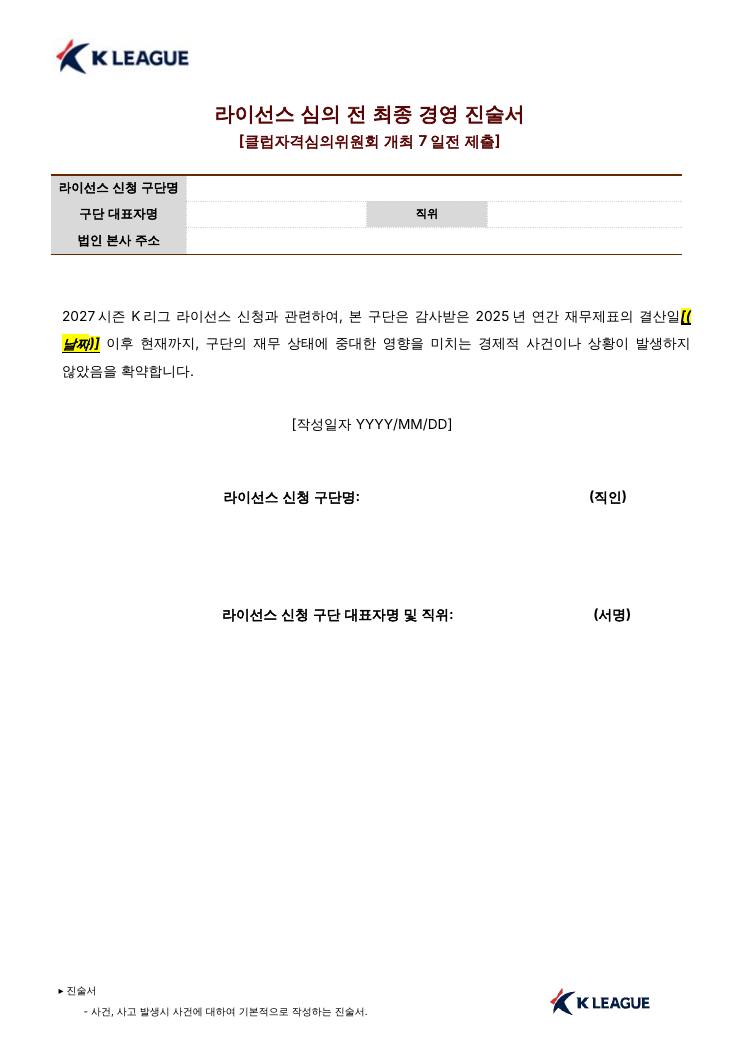 K LEAGUE
라이선스 심의 전 최종 경영 진술서
[클럽자격심의위원회 개최 7일전 제출]
라이선스 신청 구단명
구단 대표자명 직위
법인 본사 주소
2027시즌 K리그 라이선스 신청과 관련하여, 본 구단은 감사받은 2025년 연간 재무제표의 결산일[(
날짜)] 이후 현재까지, 구단의 재무 상태에 중대한 영향을 미치는 경제적 사건이나 상황이 발생하지
않았음을 확약합니다.
[작성일자 YYYY/MM/DD]
라이선스 신청 구단명: (직인)
라이선스 신청 구단 대표자명 및 직위: (서명)
▸ 진술서
- 사건, 사고 발생시 사건에 대하여 기본적으로 작성하는 진술서.
K LEAGUE